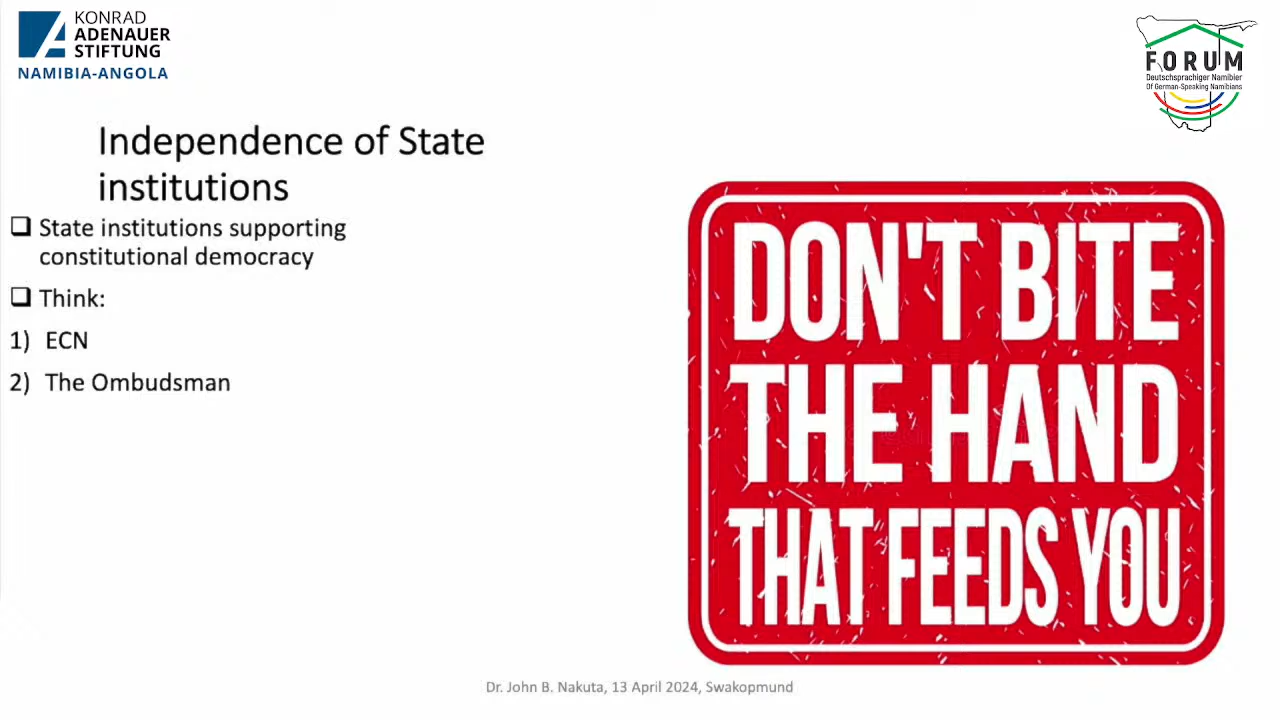 KONRAD
ADENAUER
STIFTUNG
NAMIBIA-ANGOLA
FORUM
Deutschsprachiger Namibier
Of German-Speaking Namibians
Independence of State
institutions
❑ State institutions supporting
constitutional democracy
❑ Think:
1) ECN
2) The Ombudsman
DON'T BITE
THE HAND
THAT FEEDS YOU
Dr. John B. Nakuta, 13 April 2024, Swakopmund